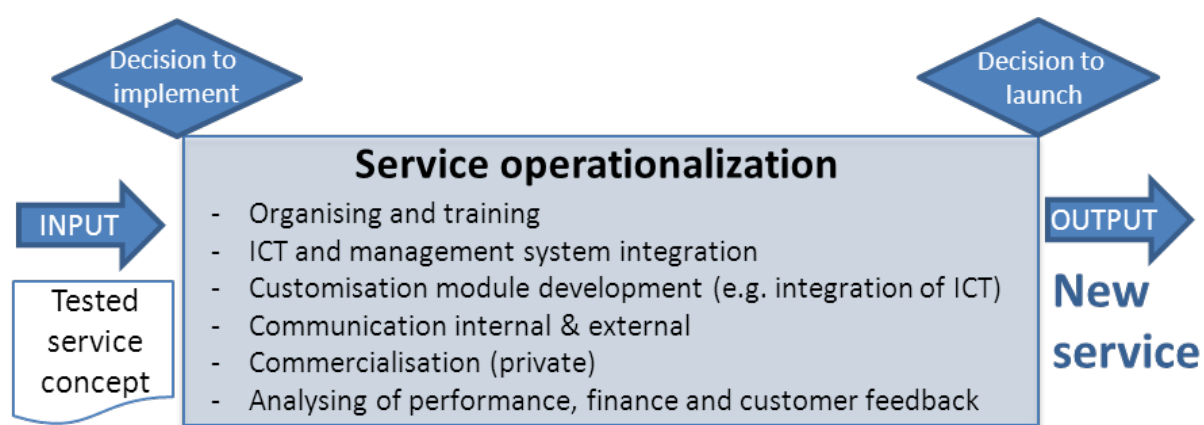 Decision to
implement
Decision to
launch
Service operationalization
- Organising and training
- ICT and management system integration
- Customisation module development (e.g. integration of ICT)
- Communication internal & external
- Commercialisation (private)
- Analysing of performance, finance and customer feedback
INPUT
Tested
service
concept
OUTPUT
New
service